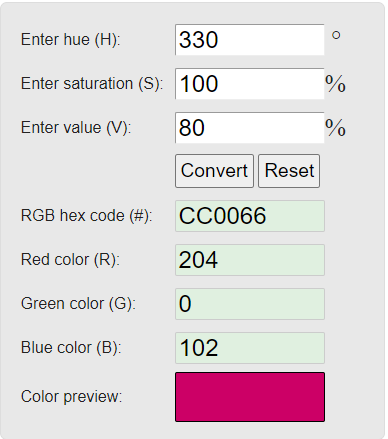 Enter hue (H): 330 °
Enter saturation (S): 100 %
Enter value (V): 80 %
Convert Reset
RGB hex code (#): CC0066
Red color (R): 204
Green color (G): 0
Blue color (B): 102
Color preview: